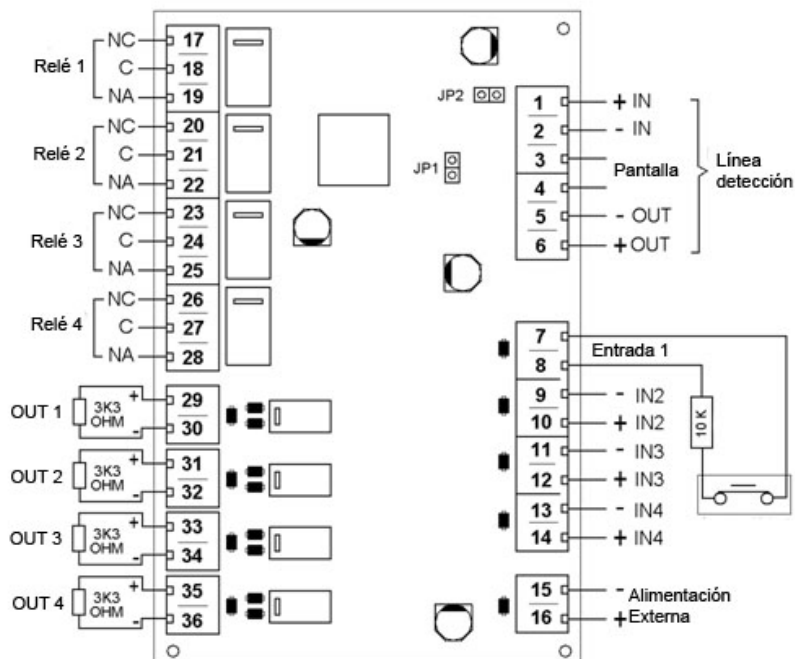 NC 17
Relé 1 C 18
NA 19
NC 20
Relé 2 C 21
NA 22
NC 23
Relé 3 C 24
NA 25
NC 26
Relé 4 C 27
NA 28
OUT 1 3K3 OHM + 29
- 30
OUT 2 3K3 OHM + 31
- 32
OUT 3 3K3 OHM + 33
- 34
OUT 4 3K3 OHM + 35
- 36
JP2
JP1
1 + IN
2 - IN
3
Pantalla
4
5 - OUT
6 + OUT
Línea
detección
7
Entrada 1
8
9 - IN2
10 + IN2
11 - IN3
12 + IN3
13 - IN4
14 + IN4
10 K
15 - Alimentación
16 + Externa